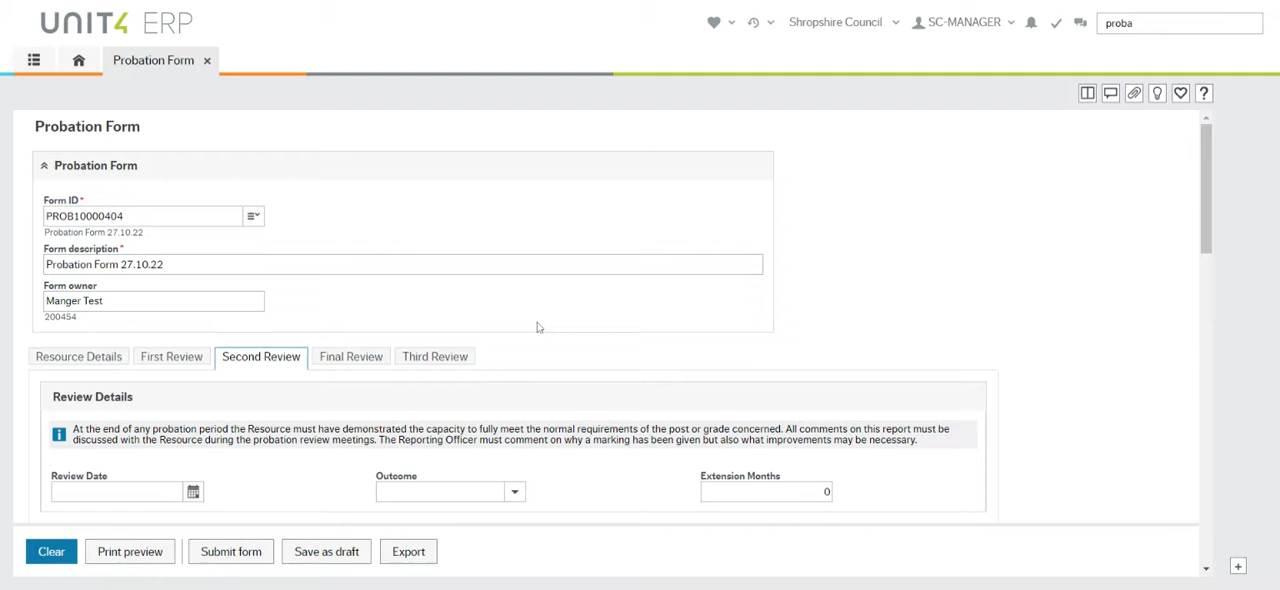 UNIT4 ERP
Shropshire Council
SC-MANAGER
proba
Probation Form
Probation Form
Probation Form
Form ID*
PROB10000404
Probation Form 27.10.22
Form description*
Probation Form 27.10.22
Form owner
Manger Test
200454
Resource Details
First Review
Second Review
Final Review
Third Review
Review Details
At the end of any probation period the Resource must have demonstrated the capacity to fully meet the normal requirements of the post or grade concerned. All comments on this report must be
discussed with the Resource during the probation review meetings. The Reporting Officer must comment on why a marking has been given but also what improvements may be necessary.
Review Date
Outcome
Extension Months
0
Clear
Print preview
Submit form
Save as draft
Export